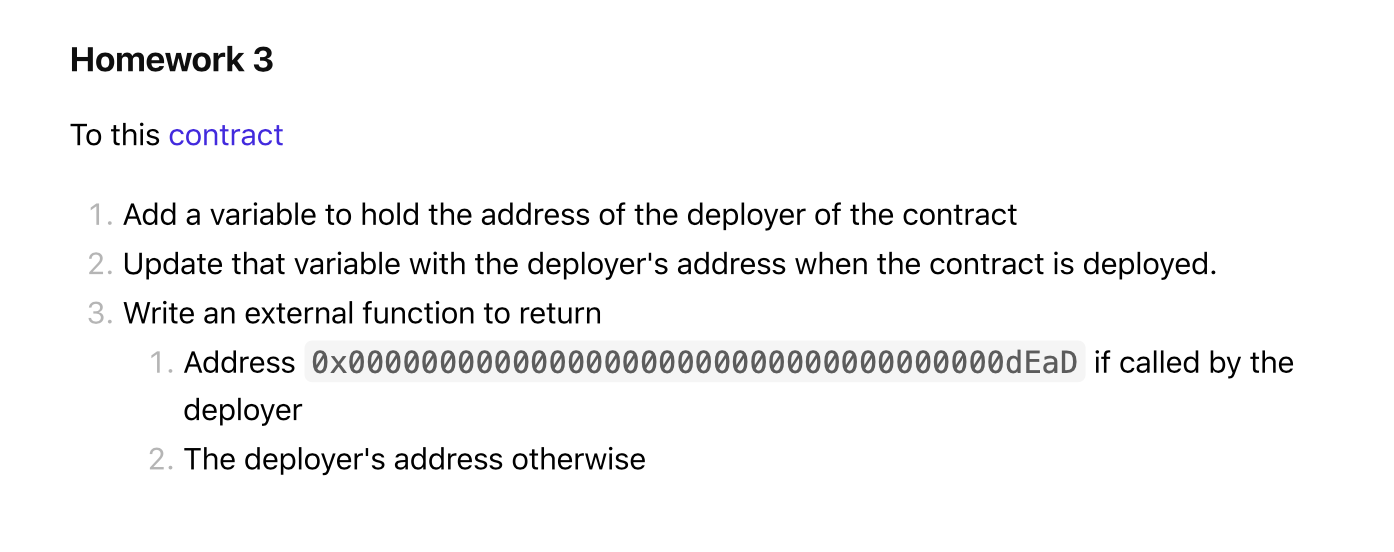 Homework 3
To this contract
1. Add a variable to hold the address of the deployer of the contract
2. Update that variable with the deployer's address when the contract is deployed.
3. Write an external function to return
1. Address 0x000000000000000000000000000000000000dEaD if called by the
deployer
2. The deployer's address otherwise